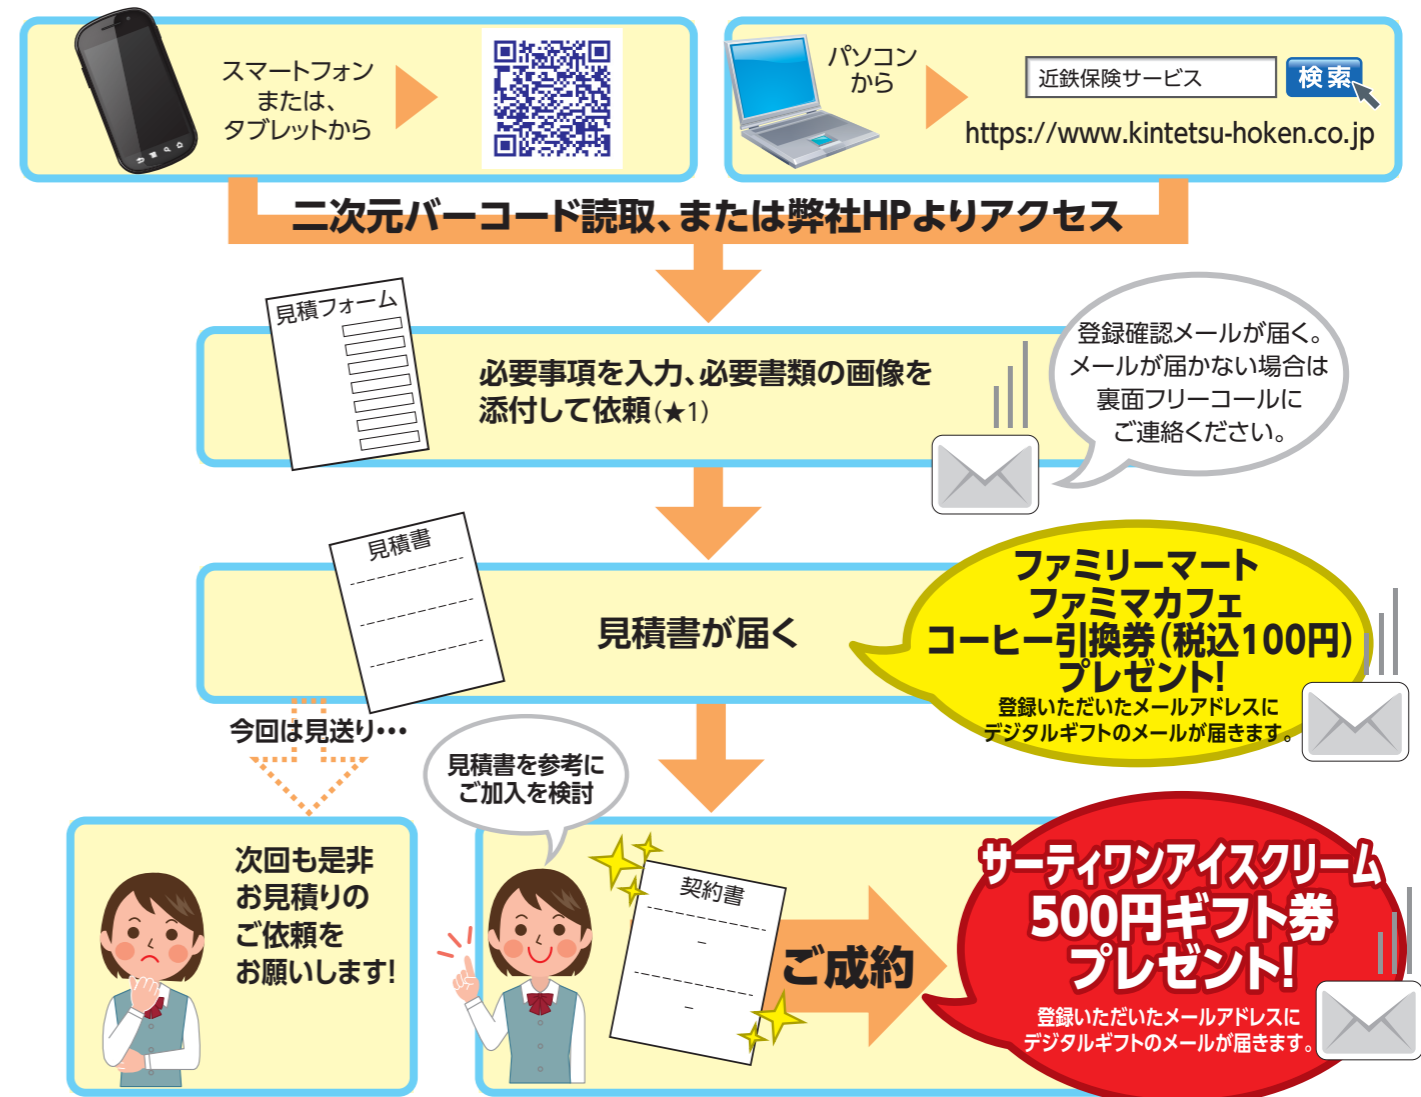 スマートフォン
または、
タブレットから
パソコン
から
近鉄保険サービス
検索
https://www.kintetsu-hoken.co.jp
二次元バーコード読取、または弊社HPよりアクセス
見積フォーム
必要事項を入力、必要書類の画像を
添付して依頼(★1)
登録確認メールが届く。
メールが届かない場合は
裏面フリーコールに
ご連絡ください。
見積書
見積書が届く
ファミリーマート
ファミマカフェ
コーヒー引換券(税込100円)
プレゼント!
登録いただいたメールアドレスに
デジタルギフトのメールが届きます。
今回は見送り・・・
見積書を参考に
ご加入を検討
次回も是非
お見積りの
ご依頼を
お願いします!
契約書
ご成約
サーティワンアイスクリーム
500円ギフト券
プレゼント!
登録いただいたメールアドレスに
デジタルギフトのメールが届きます。